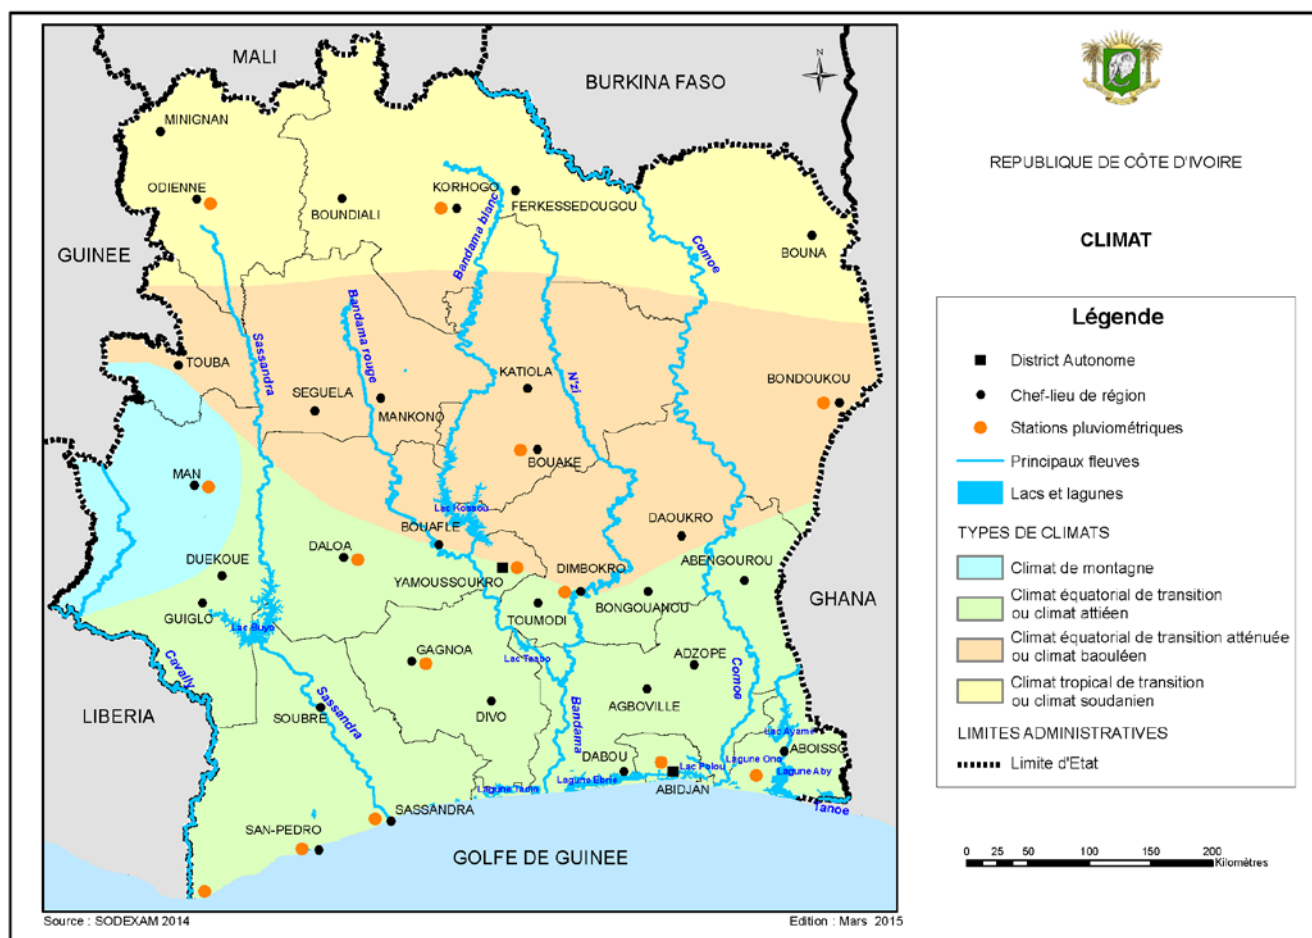 MALI
BURKINA FASO
N
MINIGNAN
ODIENNE
KORHOGO
BOUNDIALI
FERKESSEDOUGOU
Bandama blanc
Comoe
BOUNA
GUINEE
Bandama rouge
Sassandra
TOUBA
N'zi
KATIOLA
BONDOUKOU
SEGUELA
MANKONO
BOUAKE
MAN
Lac Kossou
DAOUKRO
BOUAFLE
DALOA
DUEKOUE
DIMBOKRO
ABENGOUROU
YAMOUSSOUKRO
GHANA
GUIGLO
TOUMODI
BONGOUANOU
Lac Buyo
GAGNOA
Lac Taabo
ADZOPE
Cavally
Comoe
Sassandra
AGBOVILLE
LIBERIA
SOUBRE
DIVO
Bandama
Lac Ayame
DABOU
ABOISSO
Lagune Ono
Lac Pelou
Lagune Aby
Lagune Ebrie
ABIDJAN
Lagune Tadin
Tanoe
SASSANDRA
SAN-PEDRO
GOLFE DE GUINEE
Source : SODEXAM 2014
Edition : Mars 2015
REPUBLIQUE DE CÔTE D'IVOIRE
CLIMAT
Légende
District Autonome
Chef-lieu de région
Stations pluviométriques
Principaux fleuves
Lacs et lagunes
TYPES DE CLIMATS
Climat de montagne
Climat équatorial de transition
ou climat attiéen
Climat équatorial de transition atténuée
ou climat baouléen
Climat tropical de transition
ou climat soudanien
LIMITES ADMINISTRATIVES
Limite d'Etat
0 25 50 100 150 200
Kilomètres